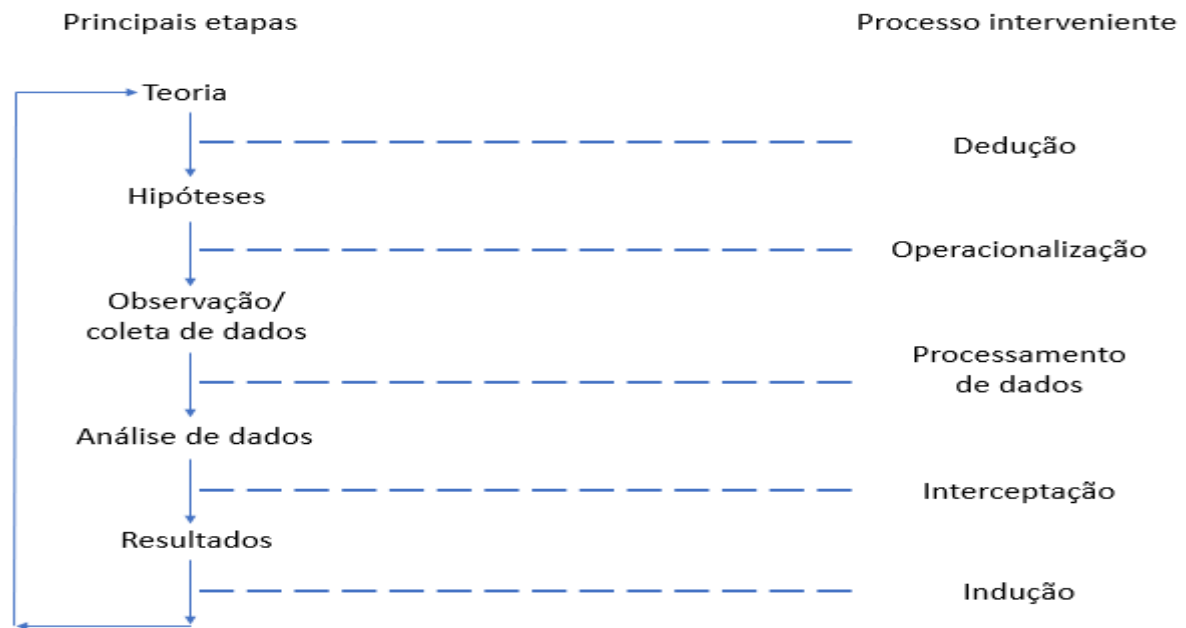 Principais etapas
Processo interveniente
Teoria
Dedução
Hipóteses
Operacionalização
Observação/
coleta de dados
Processamento
de dados
Análise de dados
Interceptação
Resultados
Indução